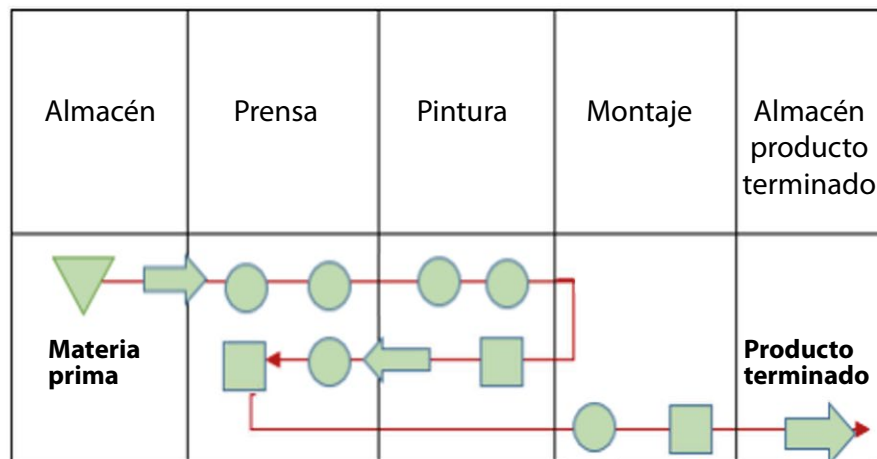 Almacén
Prensa
Pintura
Montaje
Almacén
producto
terminado
Materia
prima
Producto
terminado